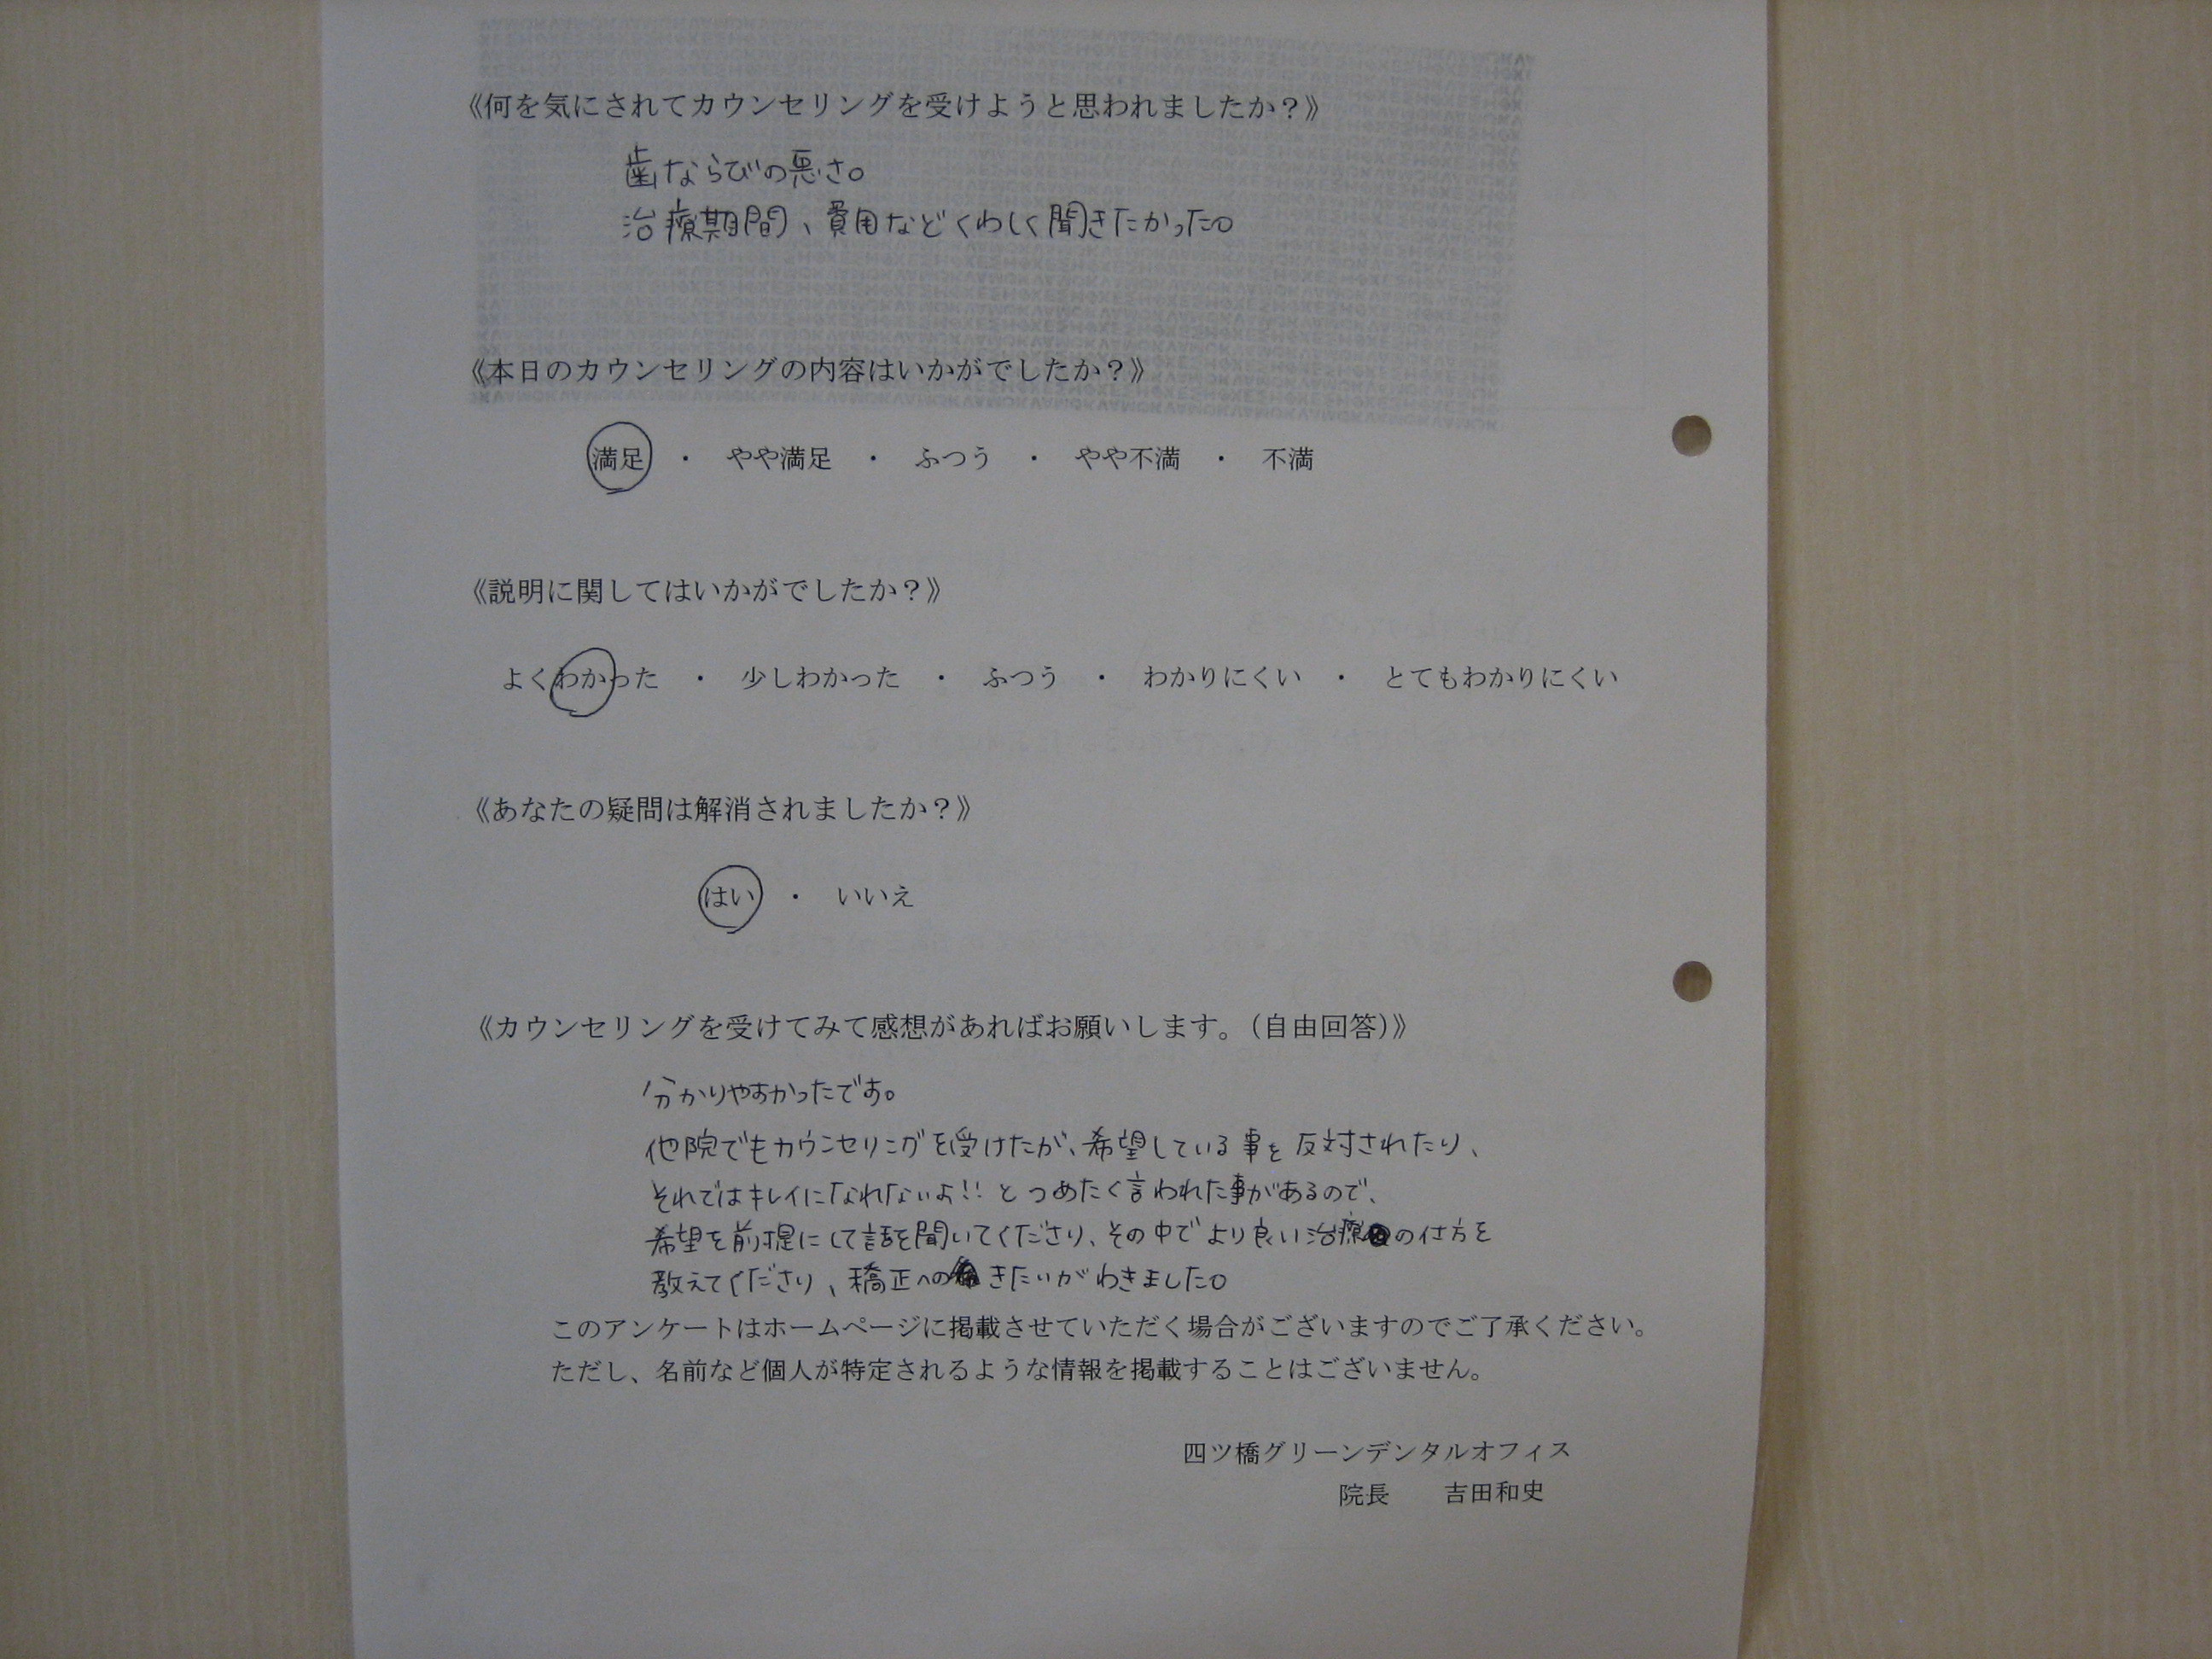 《何を気にされてカウンセリングを受けようと思われましたか？》
歯ならびの悪さ。
治療期間、費用などくわしく聞きたかった。
《本日のカウンセリングの内容はいかがでしたか？》
満足 ・ やや満足 ・ ふつう ・ やや不満 ・ 不満
《説明に関してはいかがでしたか？》
よくわかった ・ 少しわかった ・ ふつう ・ わかりにくい ・ とてもわかりにくい
《あなたの疑問は解消されましたか？》
はい ・ いいえ
《カウンセリングを受けてみて感想があればお願いします。（自由回答）》
分かりやすかったです。
他院でもカウンセリングを受けたが、希望している事を反対されたり、
それではキレイになれないよ!! とつめたく言われた事があるので、
希望を前提にして話を聞いてくださり、その中でより良い治療の仕方を
教えてくださり、矯正へのきたいがわきました。
このアンケートはホームページに掲載させていただく場合がございますのでご了承ください。
ただし、名前など個人が特定されるような情報を掲載することはございません。
四ツ橋グリーンデンタルオフィス
院長　吉田和史